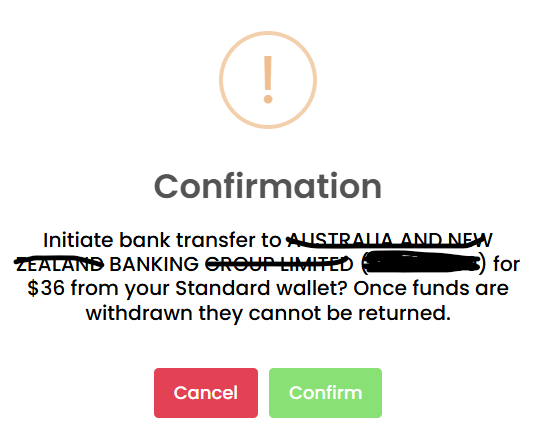 !
Confirmation
Initiate bank transfer to AUSTRALIA AND NEW
ZEALAND BANKING GROUP LIMITED () for
$36 from your Standard wallet? Once funds are
withdrawn they cannot be returned.
Cancel Confirm